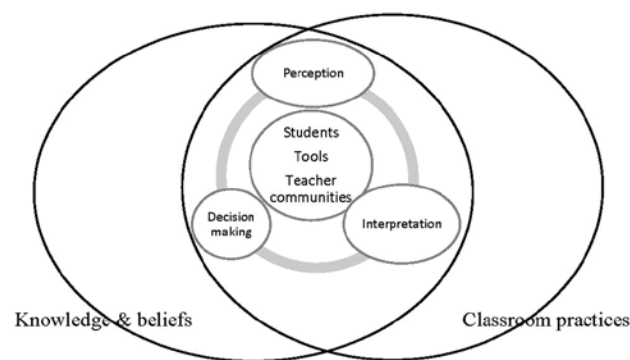 Perception
Students
Tools
Teacher
communities
Decision
making
Interpretation
Knowledge & beliefs
Classroom practices